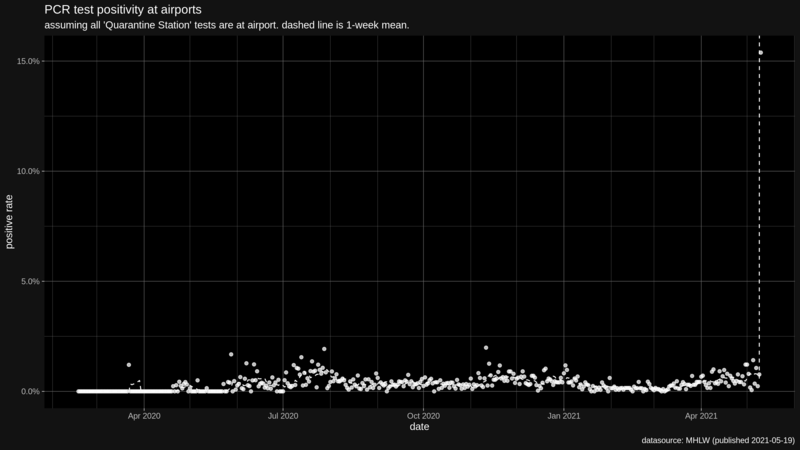 PCR test positivity at airports
assuming all 'Quarantine Station' tests are at airport. dashed line is 1-week mean.
15.0%
10.0%
5.0%
0.0%
positive rate
Apr 2020
Jul 2020
Oct 2020
Jan 2021
Apr 2021
date
datasource: MHLW (published 2021-05-19)